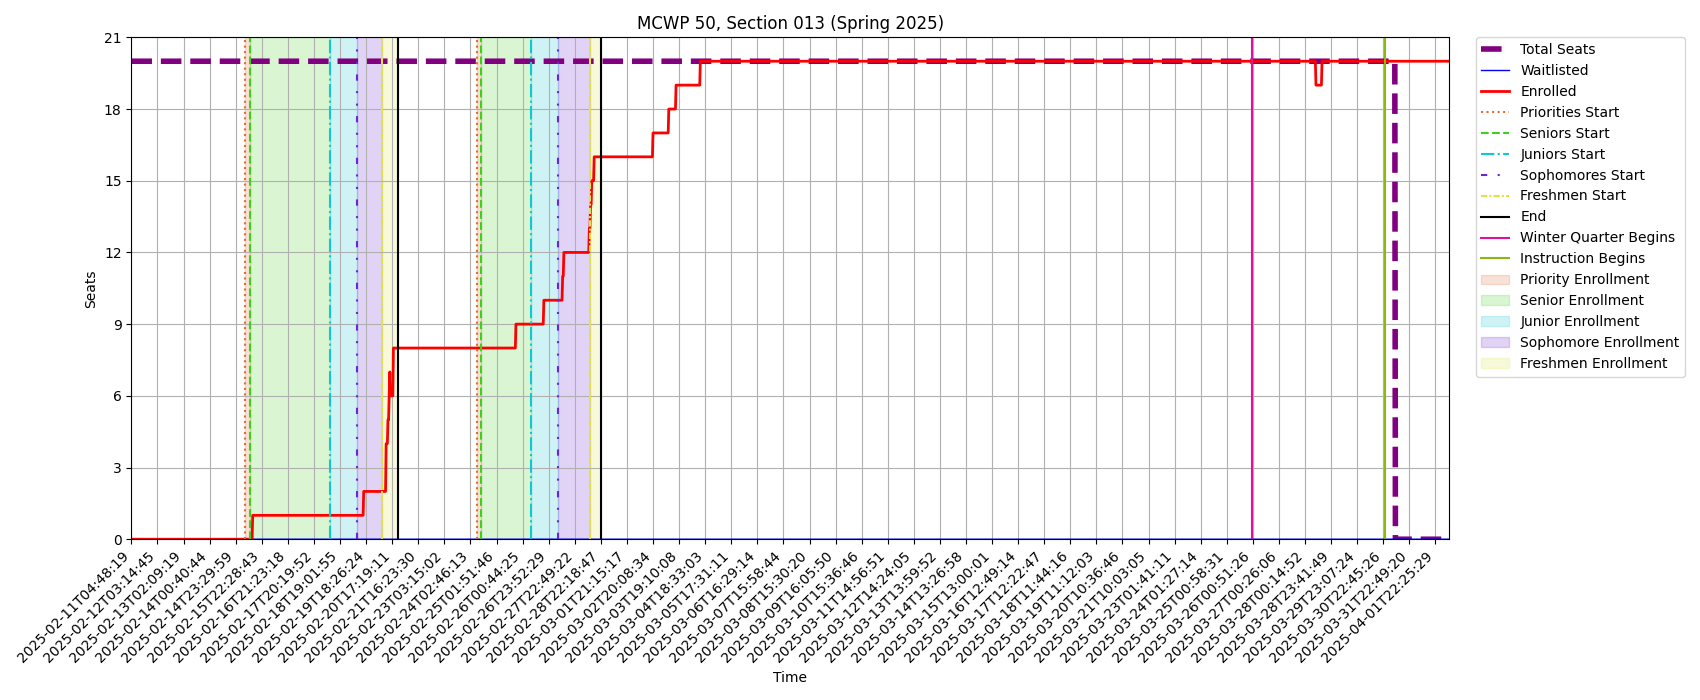 MCWP 50, Section 013 (Spring 2025)
21
18
15
12
9
6
3
0
Seats
2025-02-11T04:48:19
2025-02-12T03:14:45
2025-02-13T02:09:19
2025-02-14T00:40:44
2025-02-14T23:29:59
2025-02-15T22:28:43
2025-02-16T21:23:18
2025-02-17T20:19:52
2025-02-18T19:01:55
2025-02-19T18:26:24
2025-02-20T17:19:11
2025-02-21T16:23:30
2025-02-23T03:15:02
2025-02-24T02:46:13
2025-02-25T01:51:46
2025-02-26T00:44:25
2025-02-26T23:52:29
2025-02-27T22:49:22
2025-02-28T22:18:47
2025-03-01T21:15:17
2025-03-02T20:08:34
2025-03-03T19:10:08
2025-03-04T18:33:03
2025-03-05T17:31:11
2025-03-06T16:29:14
2025-03-07T15:58:44
2025-03-08T15:30:20
2025-03-09T16:05:50
2025-03-10T15:36:46
2025-03-11T14:56:51
2025-03-12T14:24:05
2025-03-13T13:59:52
2025-03-14T13:26:58
2025-03-15T13:00:01
2025-03-16T12:49:14
2025-03-17T12:22:47
2025-03-18T11:44:16
2025-03-19T11:12:03
2025-03-20T10:36:46
2025-03-21T10:03:05
2025-03-24T01:41:11
2025-03-24T01:27:14
2025-03-25T00:58:31
2025-03-26T00:51:26
2025-03-27T00:26:06
2025-03-28T00:14:52
2025-03-28T23:41:49
2025-03-29T23:07:24
2025-03-30T22:45:26
2025-03-31T22:49:20
2025-04-01T22:25:29
Time
Total Seats
Waitlisted
Enrolled
Priorities Start
Seniors Start
Juniors Start
Sophomores Start
Freshmen Start
End
Winter Quarter Begins
Instruction Begins
Priority Enrollment
Senior Enrollment
Junior Enrollment
Sophomore Enrollment
Freshmen Enrollment